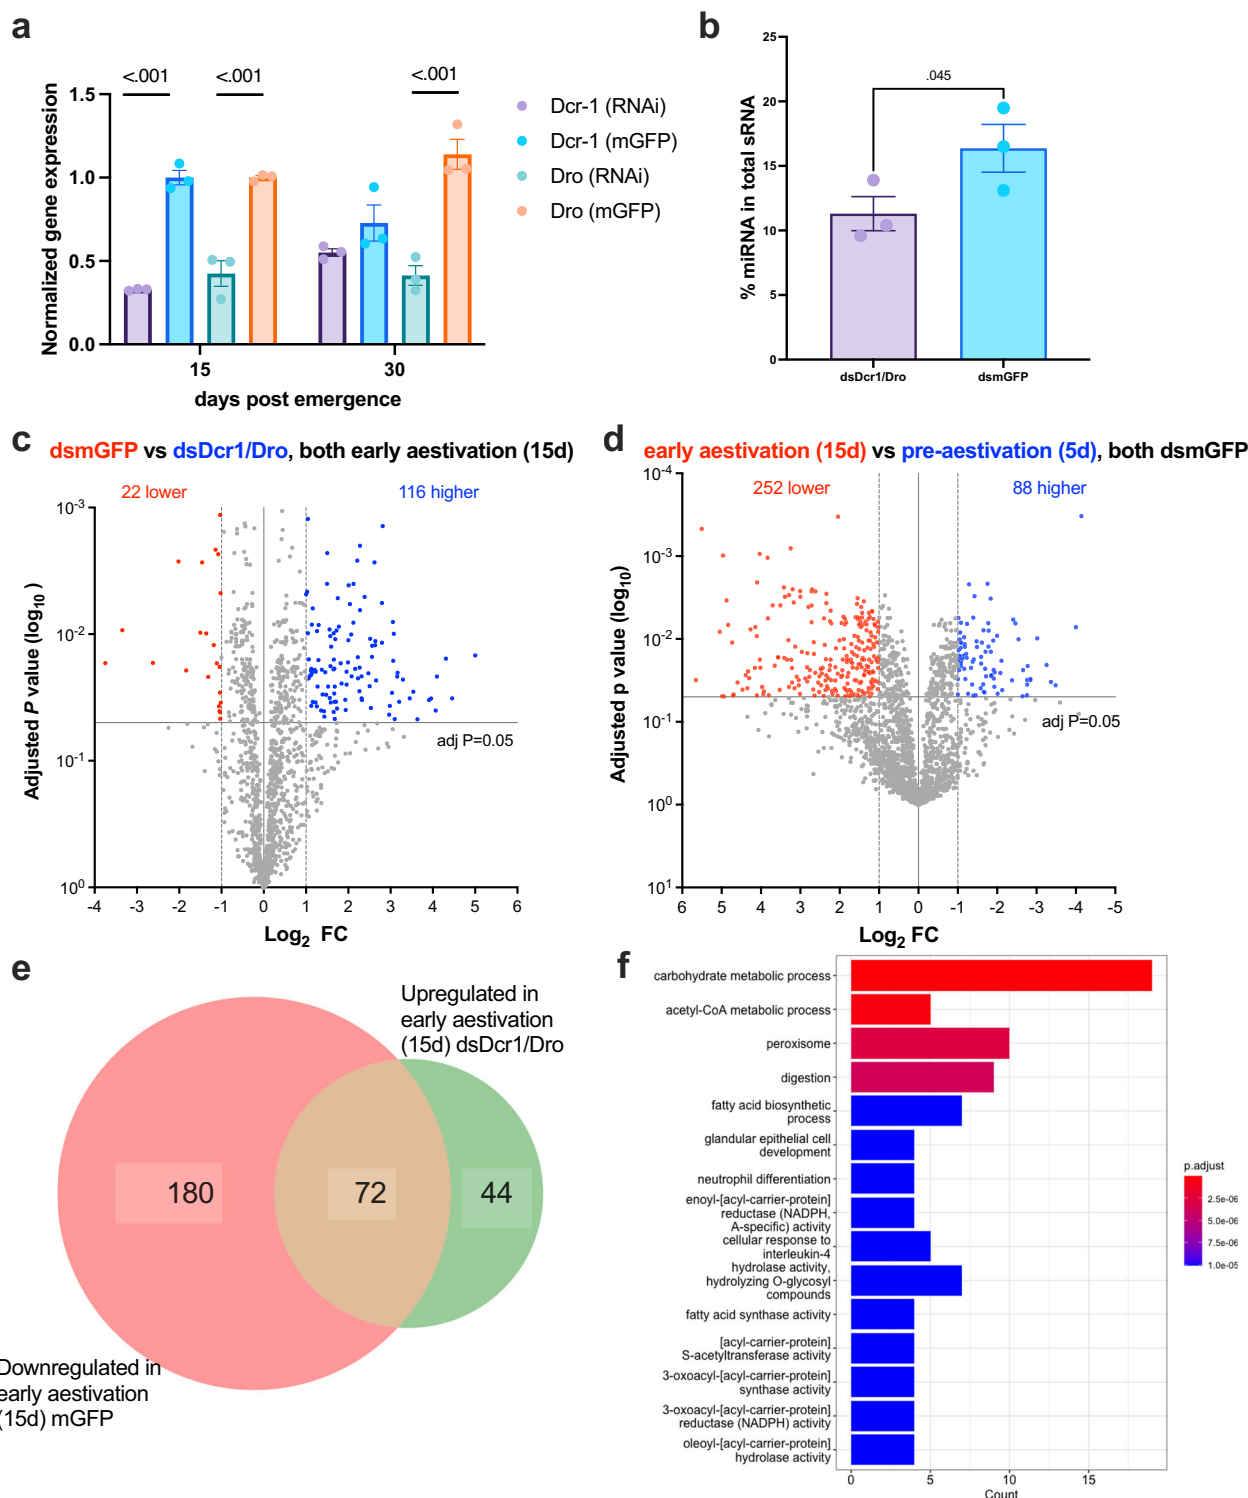 a
<.001
<.001
<.001
Normalized gene expression
1.5
1.0
0.5
0.0
15
30
days post emergence
Dcr-1 (RNAi)
Dcr-1 (mGFP)
Dro (RNAi)
Dro (mGFP)
b
% miRNA in total sRNA
25
20
15
10
5
0
.045
dsDcr1/Dro
dsmGFP
c
dsmGFP vs dsDcr1/Dro, both early aestivation (15d)
22 lower
116 higher
Adjusted P value (log10 )
10-3
10-2
10-1
100
adj P=0.05
-4 -3 -2 -1 0 1 2 3 4 5 6
Log2 FC
d
early aestivation (15d) vs pre-aestivation (5d), both dsmGFP
252 lower
88 higher
Adjusted p value (log10)
10-4
10-3
10-2
10-1
100
101
adj P=0.05
6 5 4 3 2 1 0 -1 -2 -3 -4 -5
Log2 FC
e
Upregulated in
early aestivation
(15d) dsDcr1/Dro
180
72
44
Downregulated in
early aestivation
(15d) mGFP
f
carbohydrate metabolic process
acetyl-CoA metabolic process
peroxisome
digestion
fatty acid biosynthetic
process
glandular epithelial cell
development
neutrophil differentiation
enoyl-[acyl-carrier-protein]
reductase (NADPH,
A-specific) activity
cellular response to
interleukin-4
hydrolase activity,
hydrolyzing O-glycosyl
compounds
fatty acid synthase activity
[acyl-carrier-protein]
S-acetyltransferase activity
3-oxoacyl-[acyl-carrier-protein]
synthase activity
3-oxoacyl-[acyl-carrier-protein]
reductase (NADPH) activity
oleoyl-[acyl-carrier-protein]
hydrolase activity
0 5 10 15
Count
p.adjust
2.5e-06
5.0e-06
7.5e-06
1.0e-05